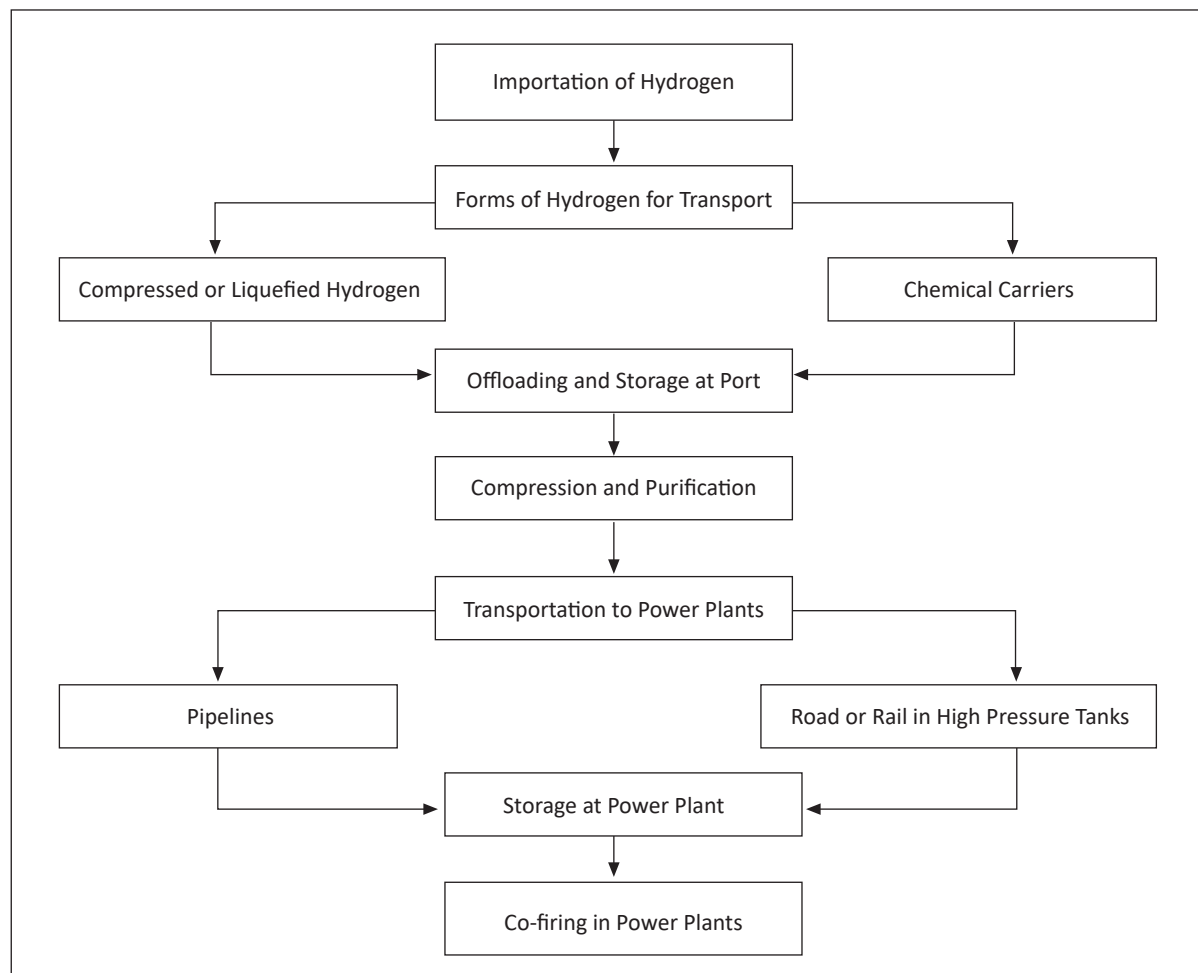 Importation of Hydrogen
Forms of Hydrogen for Transport
Compressed or Liquefied Hydrogen
Chemical Carriers
Offloading and Storage at Port
Compression and Purification
Transportation to Power Plants
Pipelines
Road or Rail in High Pressure Tanks
Storage at Power Plant
Co-firing in Power Plants